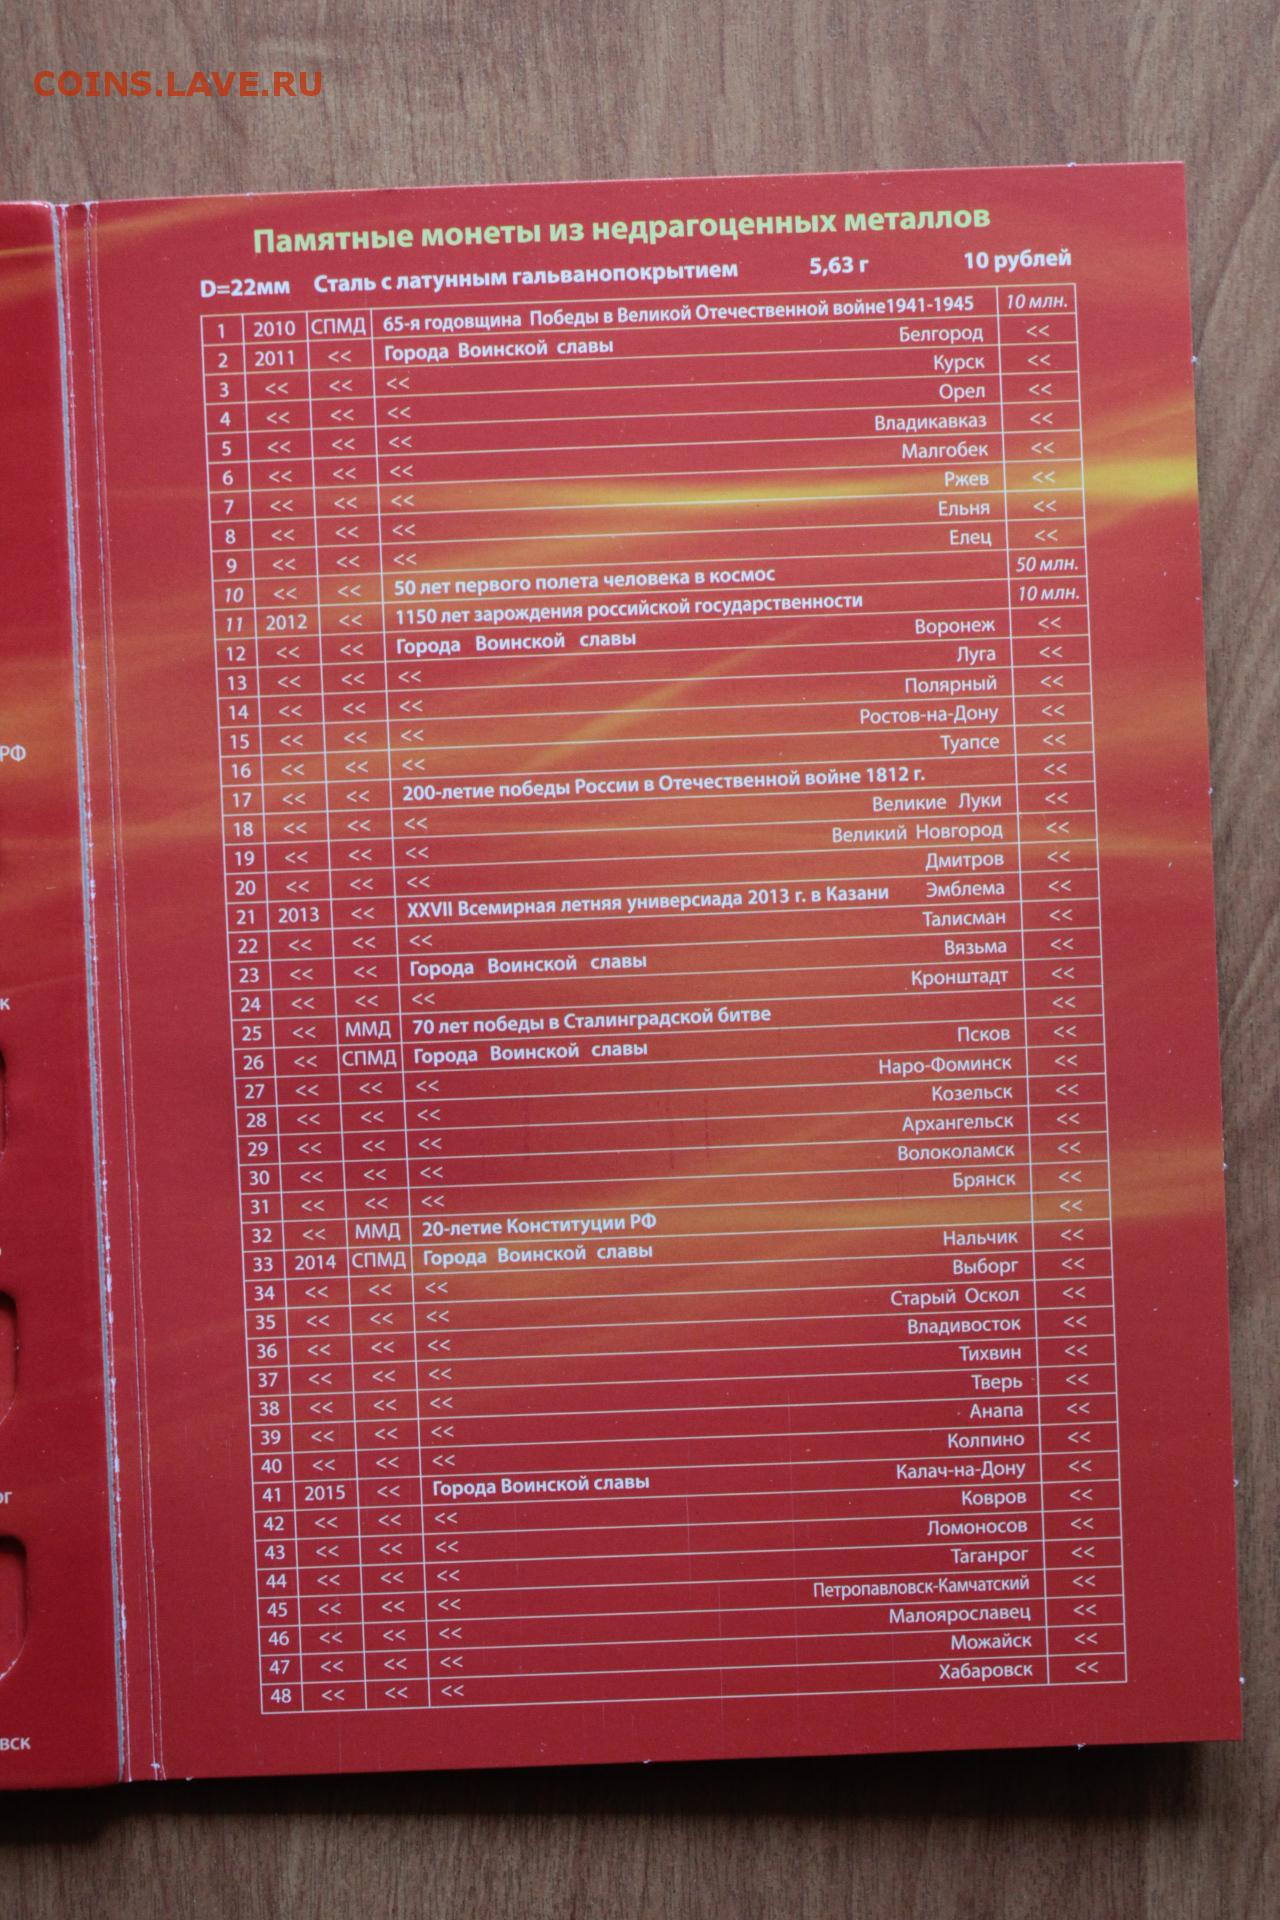 COINS.LAVE.RU
Памятные монеты из недрагоценных металлов
D=22мм Сталь с латунным гальванопокрытием 5,63 г 10 рублей
1 2010 СПМД 65-я годовщина Победы в Великой Отечественной войне1941-1945 10 млн.
2 2011 << Города Воинской славы Белгород <<
3 << << << Курск <<
4 << << << Орел <<
5 << << << Владикавказ <<
6 << << << Малгобек <<
7 << << << Ржев <<
8 << << << Ельня <<
9 << << << Елец <<
10 << << 50 лет первого полета человека в космос 50 млн.
11 2012 << 1150 лет зарождения российской государственности 10 млн.
12 << << Города Воинской славы Воронеж <<
13 << << << Луга <<
14 << << << Полярный <<
15 << << << Ростов-на-Дону <<
16 << << << Туапсе <<
17 << << 200-летие победы России в Отечественной войне 1812 г. <<
18 << << << Великие Луки <<
19 << << << Великий Новгород <<
20 << << << Дмитров <<
21 2013 << XXVII Всемирная летняя универсиада 2013 г. в Казани Эмблема <<
22 << << << Талисман <<
23 << << Города Воинской славы Вязьма <<
24 << << << Кронштадт <<
25 << ММД 70 лет победы в Сталинградской битве <<
26 << СПМД Города Воинской славы Псков <<
27 << << << Наро-Фоминск <<
28 << << << Козельск <<
29 << << << Архангельск <<
30 << << << Волоколамск <<
31 << << << Брянск <<
32 << ММД 20-летие Конституции РФ <<
33 2014 СПМД Города Воинской славы Нальчик <<
34 << << << Выборг <<
35 << << << Старый Оскол <<
36 << << << Владивосток <<
37 << << << Тихвин <<
38 << << << Тверь <<
39 << << << Анапа <<
40 << << << Колпино <<
41 2015 << Города Воинской славы Калач-на-Дону <<
42 << << << Ковров <<
43 << << << Ломоносов <<
44 << << << Таганрог <<
45 << << << Петропавловск-Камчатский <<
46 << << << Малоярославец <<
47 << << << Можайск <<
48 << << << Хабаровск <<
РФ
к
ог
вск